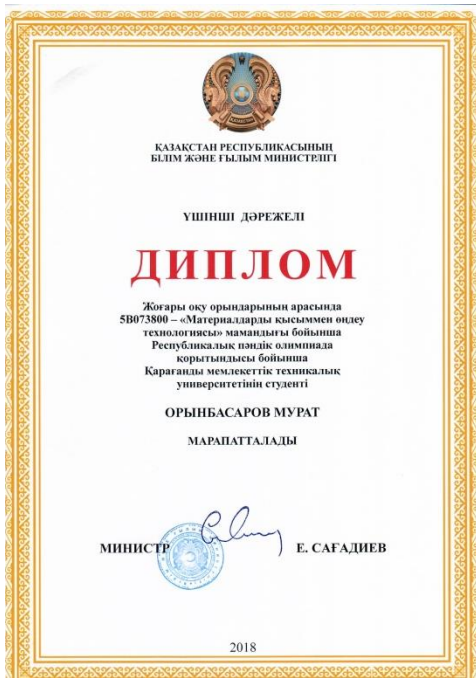 ҚАЗАҚСТАН РЕСПУБЛИКАСЫНЫҢ
БІЛІМ ЖӘНЕ ҒЫЛЫМ МИНИСТРЛІГІ
ҮШІНШІ ДӘРЕЖЕЛІ
ДИПЛОМ
Жоғары оқу орындарының арасында
5В073800 – «Материалдарды қысыммен өңдеу
технологиясы» мамандығы бойынша
Республикалық пәндік олимпиада
қорытындысы бойынша
Қарағанды мемлекеттік техникалық
университетінің студенті
ОРЫНБАСАРОВ МУРАТ
МАРАПАТТАЛАДЫ
МИНИСТР Е. САҒАДИЕВ
2018